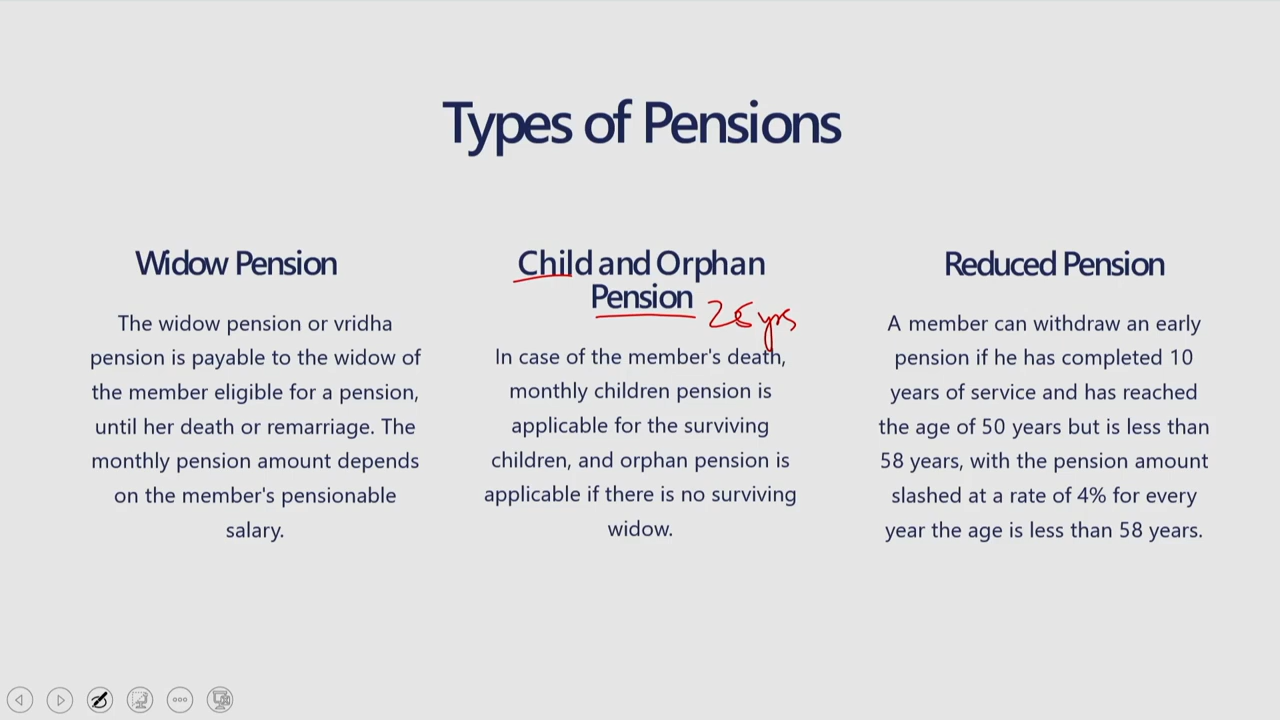 Types of Pensions
Widow Pension
The widow pension or vridha
pension is payable to the widow of
the member eligible for a pension,
until her death or remarriage. The
monthly pension amount depends
on the member's pensionable
salary.
Child and Orphan
Pension
25 yrs
In case of the member's death,
monthly children pension is
applicable for the surviving
children, and orphan pension is
applicable if there is no surviving
widow.
Reduced Pension
A member can withdraw an early
pension if he has completed 10
years of service and has reached
the age of 50 years but is less than
58 years, with the pension amount
slashed at a rate of 4% for every
year the age is less than 58 years.